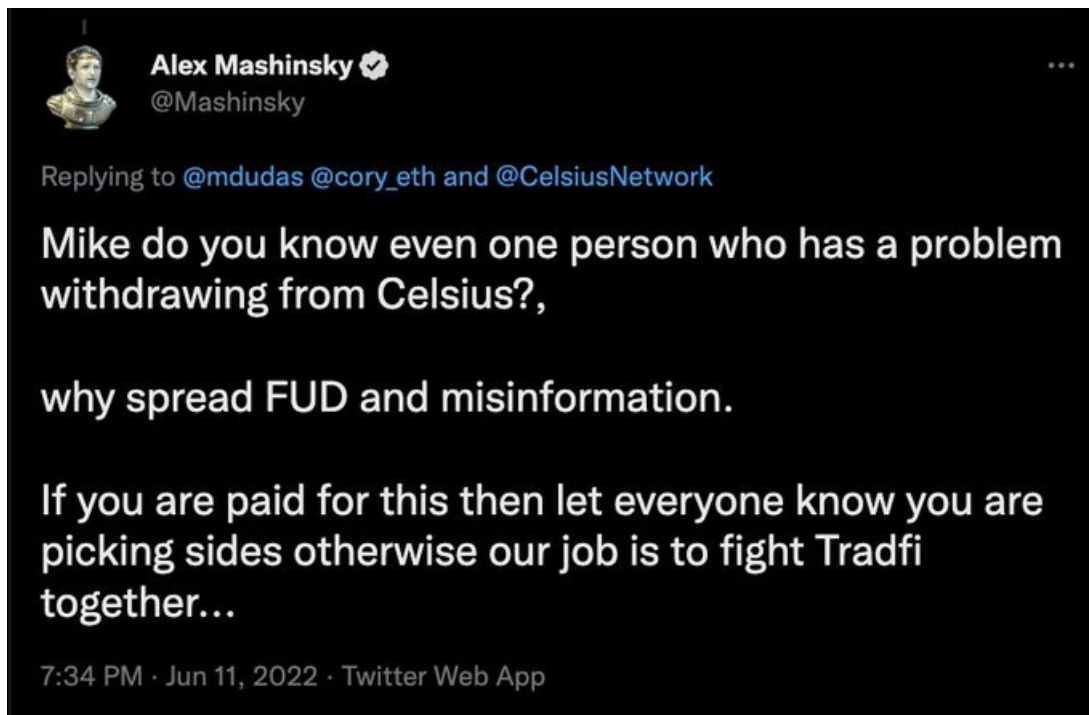 Alex Mashinsky
@Mashinsky
Replying to @mdudas @cory_eth and @CelsiusNetwork
Mike do you know even one person who has a problem
withdrawing from Celsius?,
why spread FUD and misinformation.
If you are paid for this then let everyone know you are
picking sides otherwise our job is to fight Tradfi
together...
7:34 PM · Jun 11, 2022 · Twitter Web App